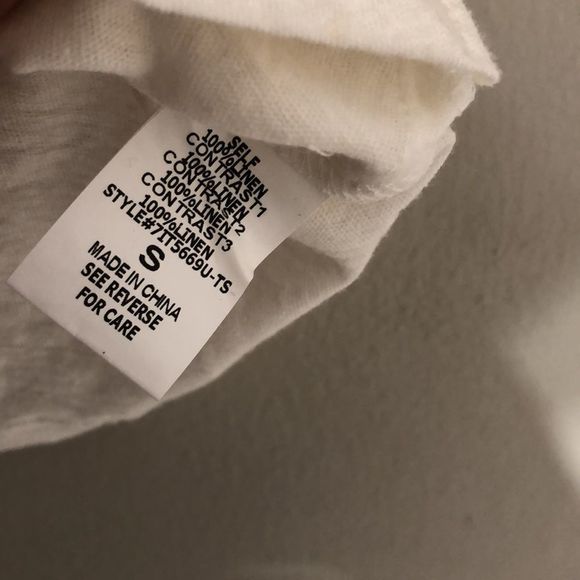 SELF
100%LINEN
CONTRAST1
100%LINEN
CONTRAST2
100%LINEN
CONTRAST3
100%LINEN
STYLE#7IT5669U-TS
S
MADE IN CHINA
SEE REVERSE
FOR CARE